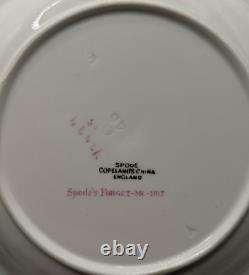 SPODE
COPELAND'S CHINA
ENGLAND
Spode's FORGET-ME-NOT